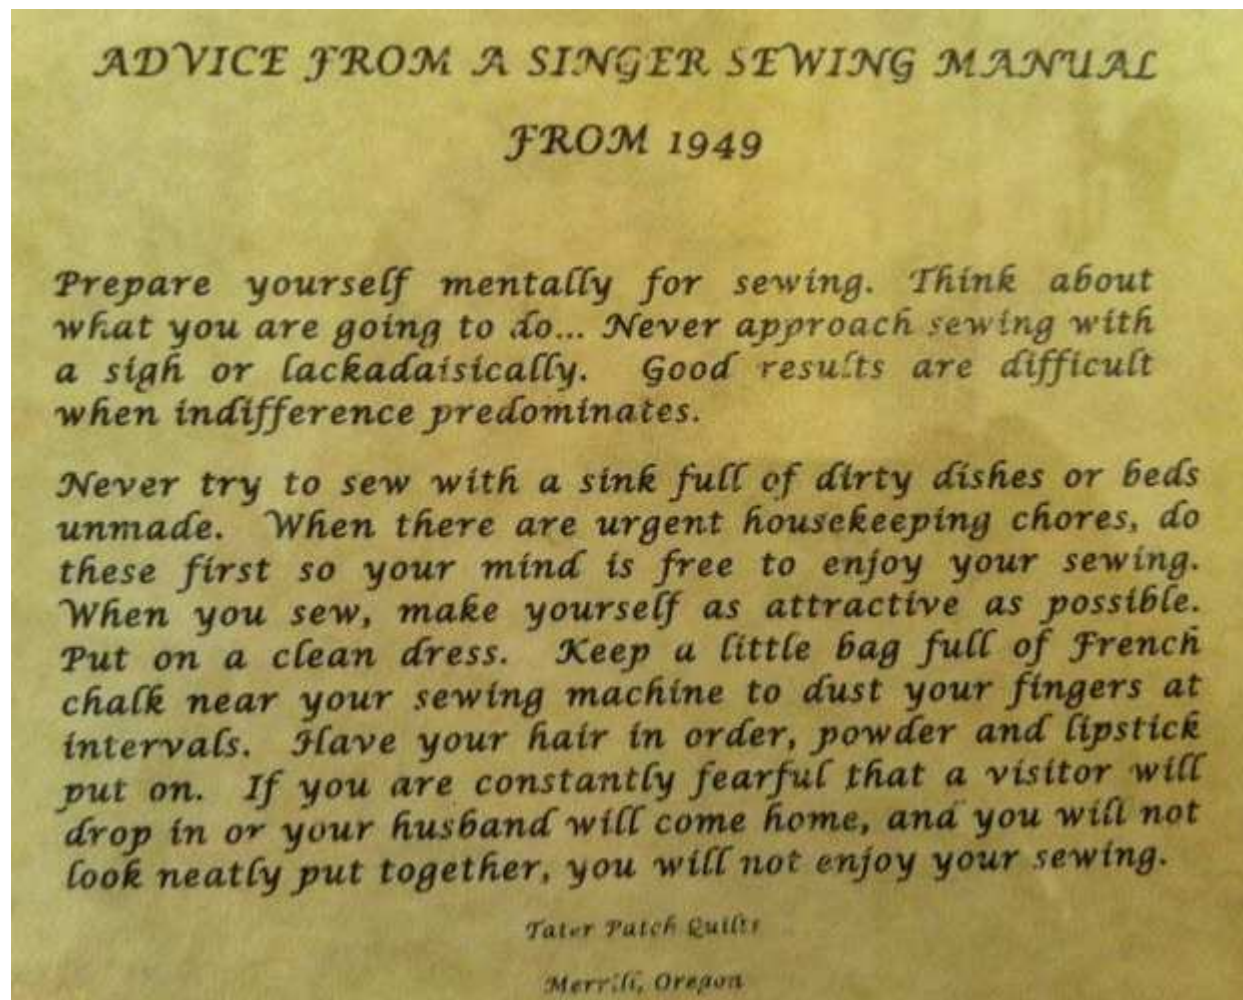 ADVICE FROM A SINGER SEWING MANUAL
FROM 1949
Prepare yourself mentally for sewing. Think about
what you are going to do... Never approach sewing with
a sigh or lackadaisically. Good results are difficult
when indifference predominates.
Never try to sew with a sink full of dirty dishes or beds
unmade. When there are urgent housekeeping chores, do
these first so your mind is free to enjoy your sewing.
When you sew, make yourself as attractive as possible.
Put on a clean dress. Keep a little bag full of French
chalk near your sewing machine to dust your fingers at
intervals. Have your hair in order, powder and lipstick
put on. If you are constantly fearful that a visitor will
drop in or your husband will come home, and you will not
look neatly put together, you will not enjoy your sewing.
Tater Patch Quilts
Merrill, Oregon